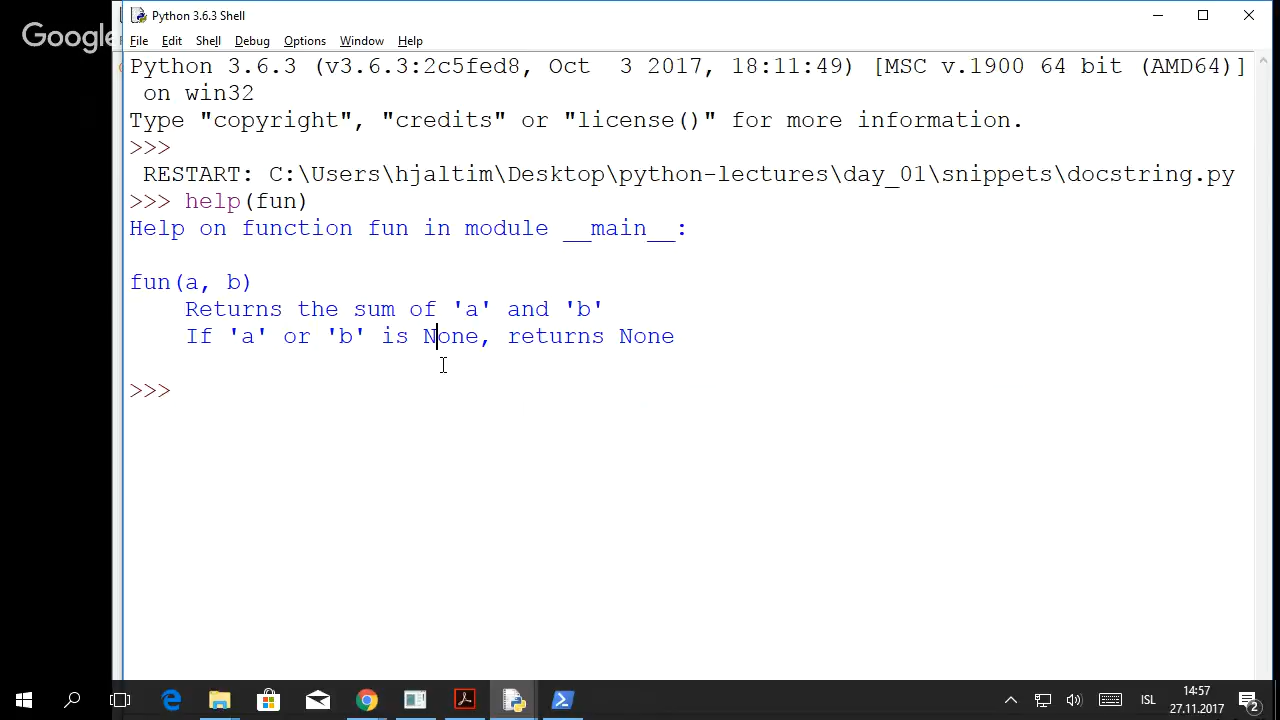 Google
Python 3.6.3 Shell
File Edit Shell Debug Options Window Help
Python 3.6.3 (v3.6.3:2c5fed8, Oct  3 2017, 18:11:49) [MSC v.1900 64 bit (AMD64)]
 on win32
Type "copyright", "credits" or "license()" for more information.
>>>
 RESTART: C:\Users\hjaltim\Desktop\python-lectures\day_01\snippets\docstring.py
>>> help(fun)
Help on function fun in module __main__:
fun(a, b)
    Returns the sum of 'a' and 'b'
    If 'a' or 'b' is None, returns None
>>>
ISL
14:57
27.11.2017
2